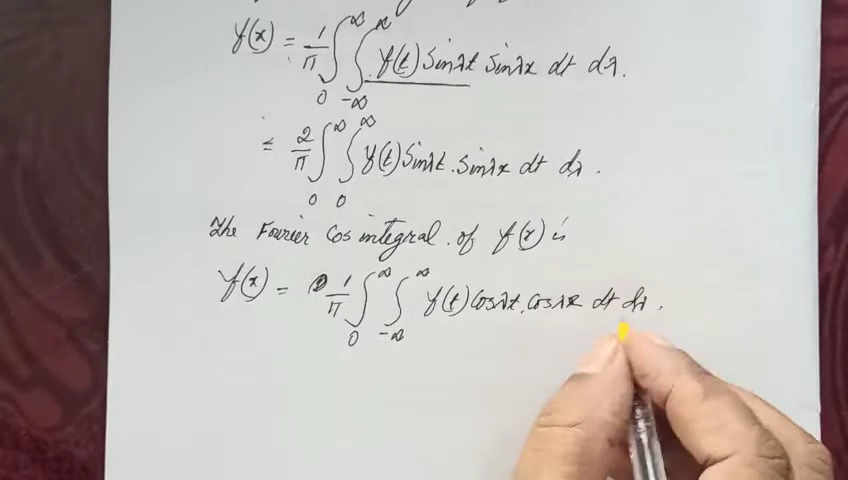 f(x) = 1/π ∫₀^∞ ∫₋∞^∞ f(t) Sinλt Sinλx dt dλ.
= 2/π ∫₀^∞ ∫₀^∞ f(t) Sinλt . Sinλx dt dλ .
The Fourier Cos integral of f(x) is
f(x) = 1/π ∫₀^∞ ∫₋∞^∞ f(t) Cosλt . Cosλx dt dλ .